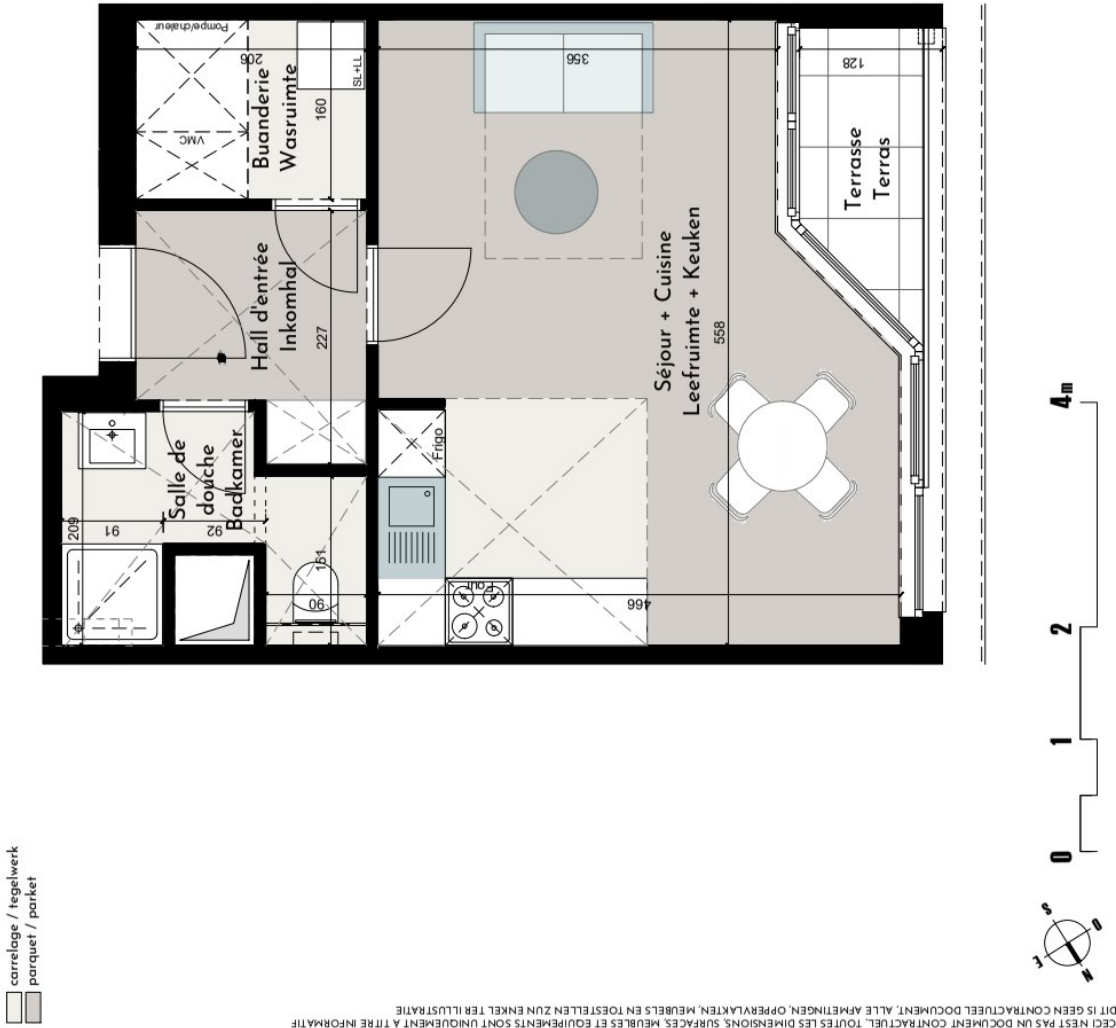 Pompe/chaleur
206
VMC
Buanderie
Wasruimte
160
SL+LL
356
128
Terrasse
Terras
Hall d'entrée
Inkomhal
227
Séjour + Cuisine
Leefruimte + Keuken
558
Salle de
douche
Badkamer
209
91
92
151
90
Frigo
Four
466
0
1
2
4m
S
O
N
E
carrelage / tegelwerk
parquet / parket
CECI N'EST PAS UN DOCUMENT CONTRACTUEL, TOUTES LES DIMENSIONS, SURFACES, MEUBLES ET EQUIPEMENTS SONT UNIQUEMENT A TITRE INFORMATIF
DIT IS GEEN CONTRACTUEEL DOCUMENT, ALLE AFMETINGEN, OPPERVLAKTEN, MEUBELS EN TOESTELLEN ZIJN ENKEL TER ILLUSTRATIE